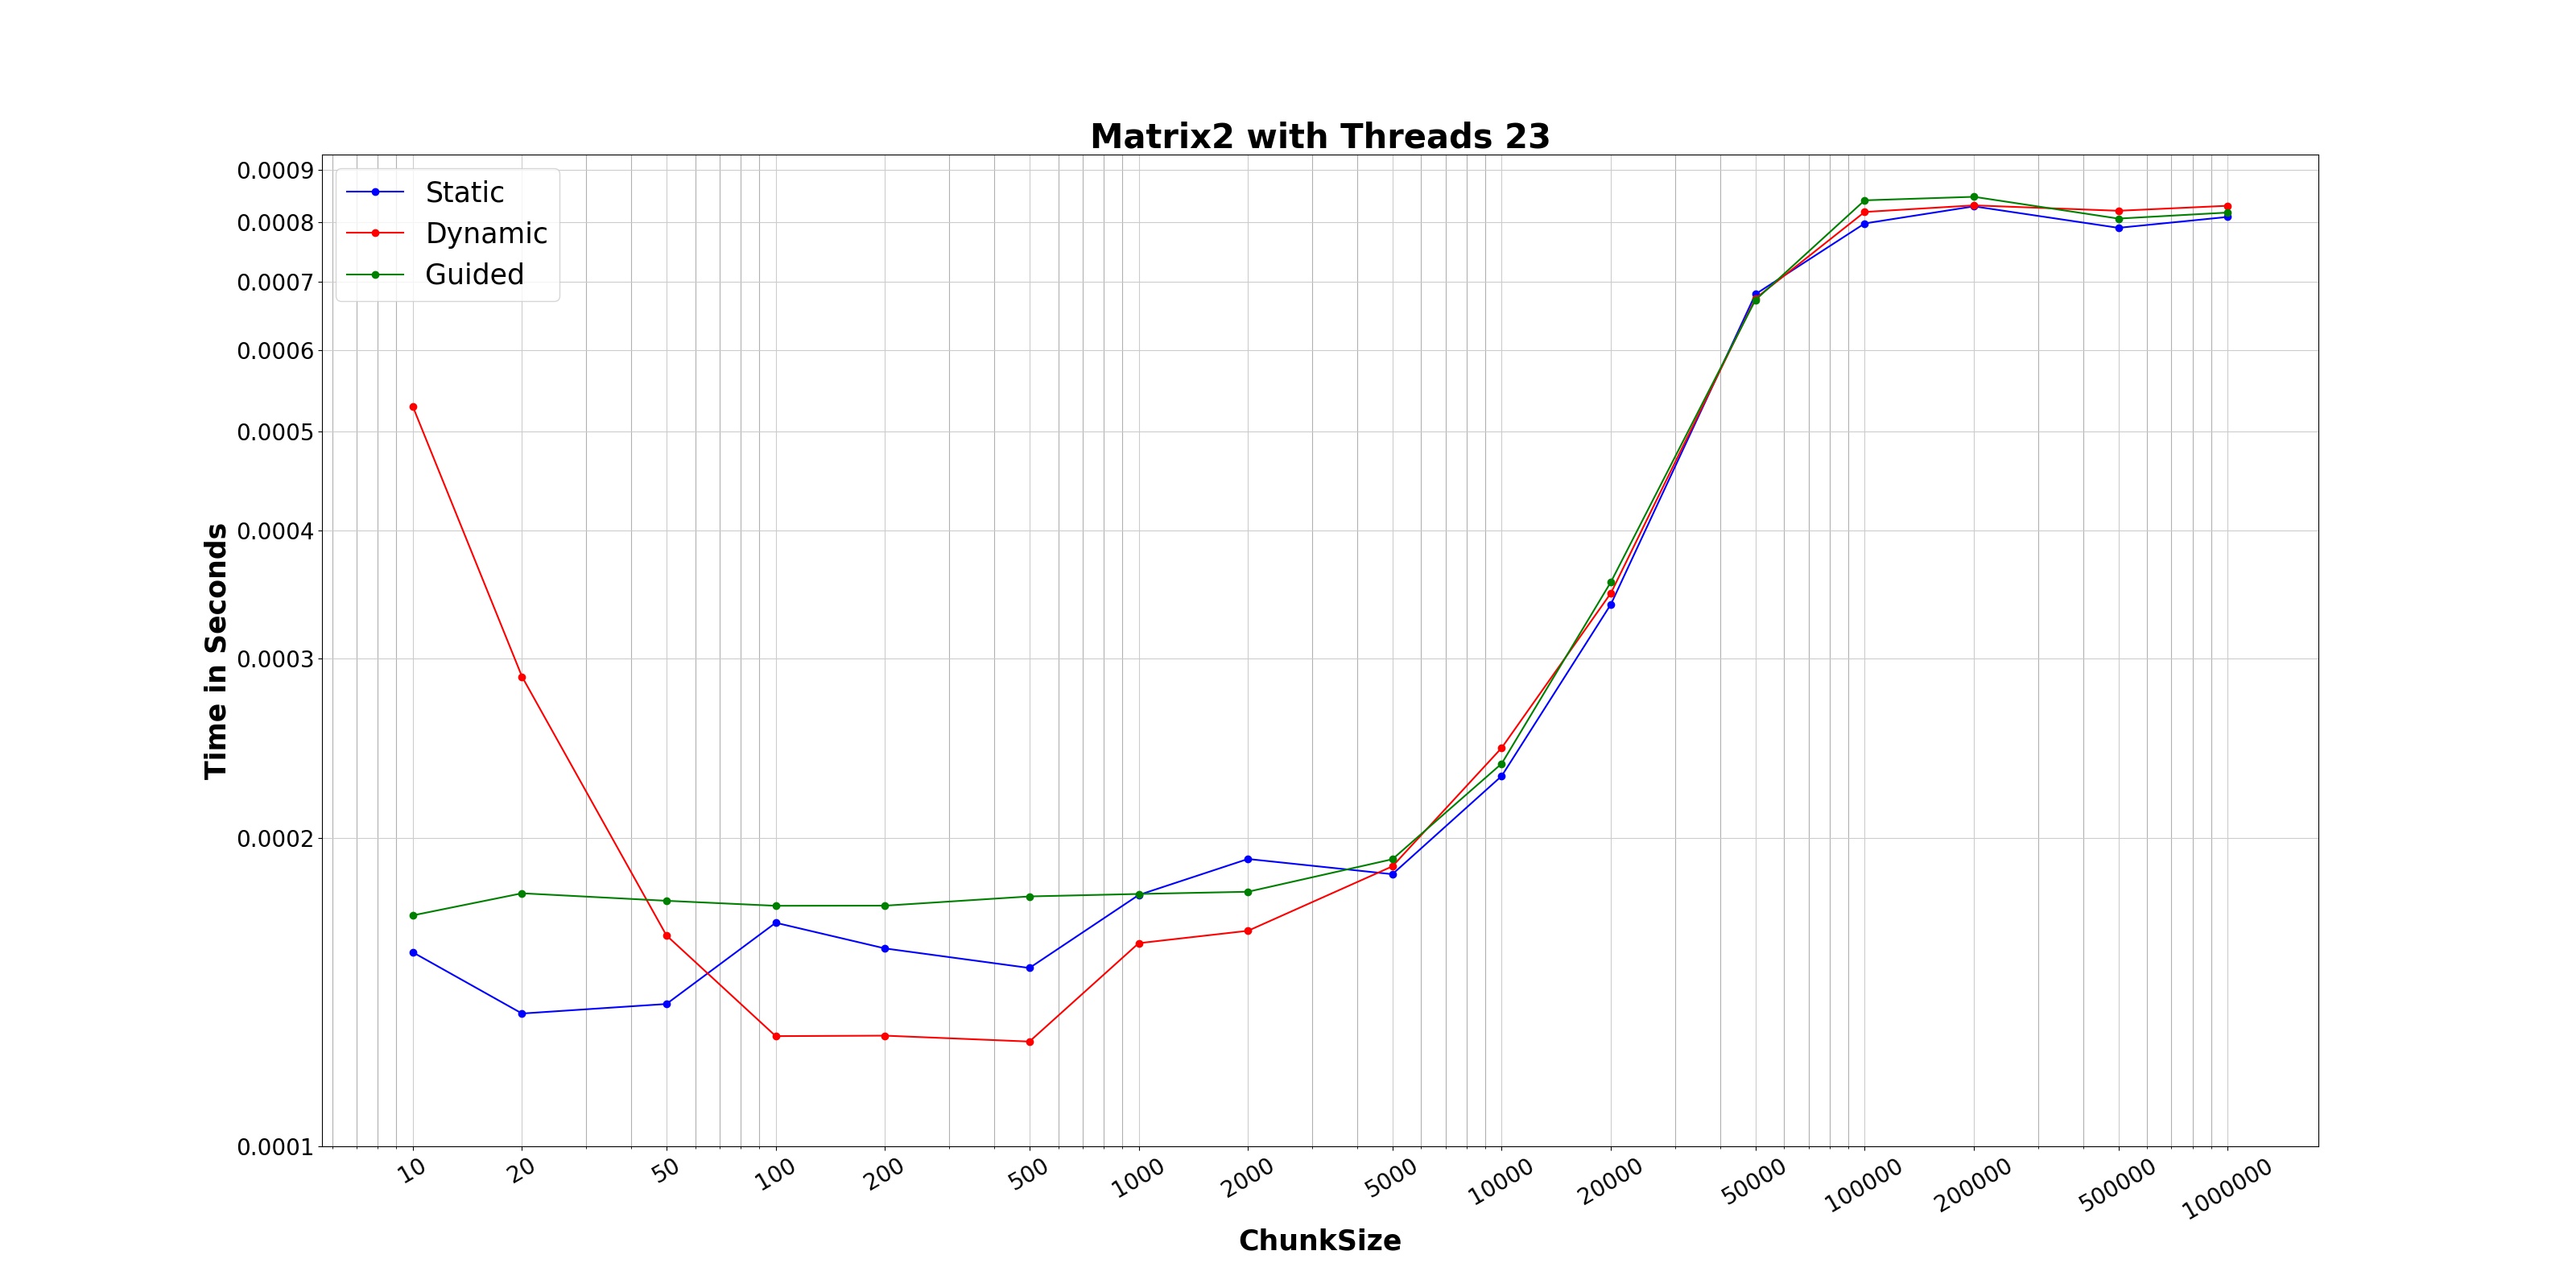 Matrix2 with Threads 23
Static
Dynamic
Guided
0.0009
0.0008
0.0007
0.0006
0.0005
0.0004
0.0003
0.0002
0.0001
Time in Seconds
10 20 50 100 200 500 1000 2000 5000 10000 20000 50000 100000 200000 500000 1000000
ChunkSize